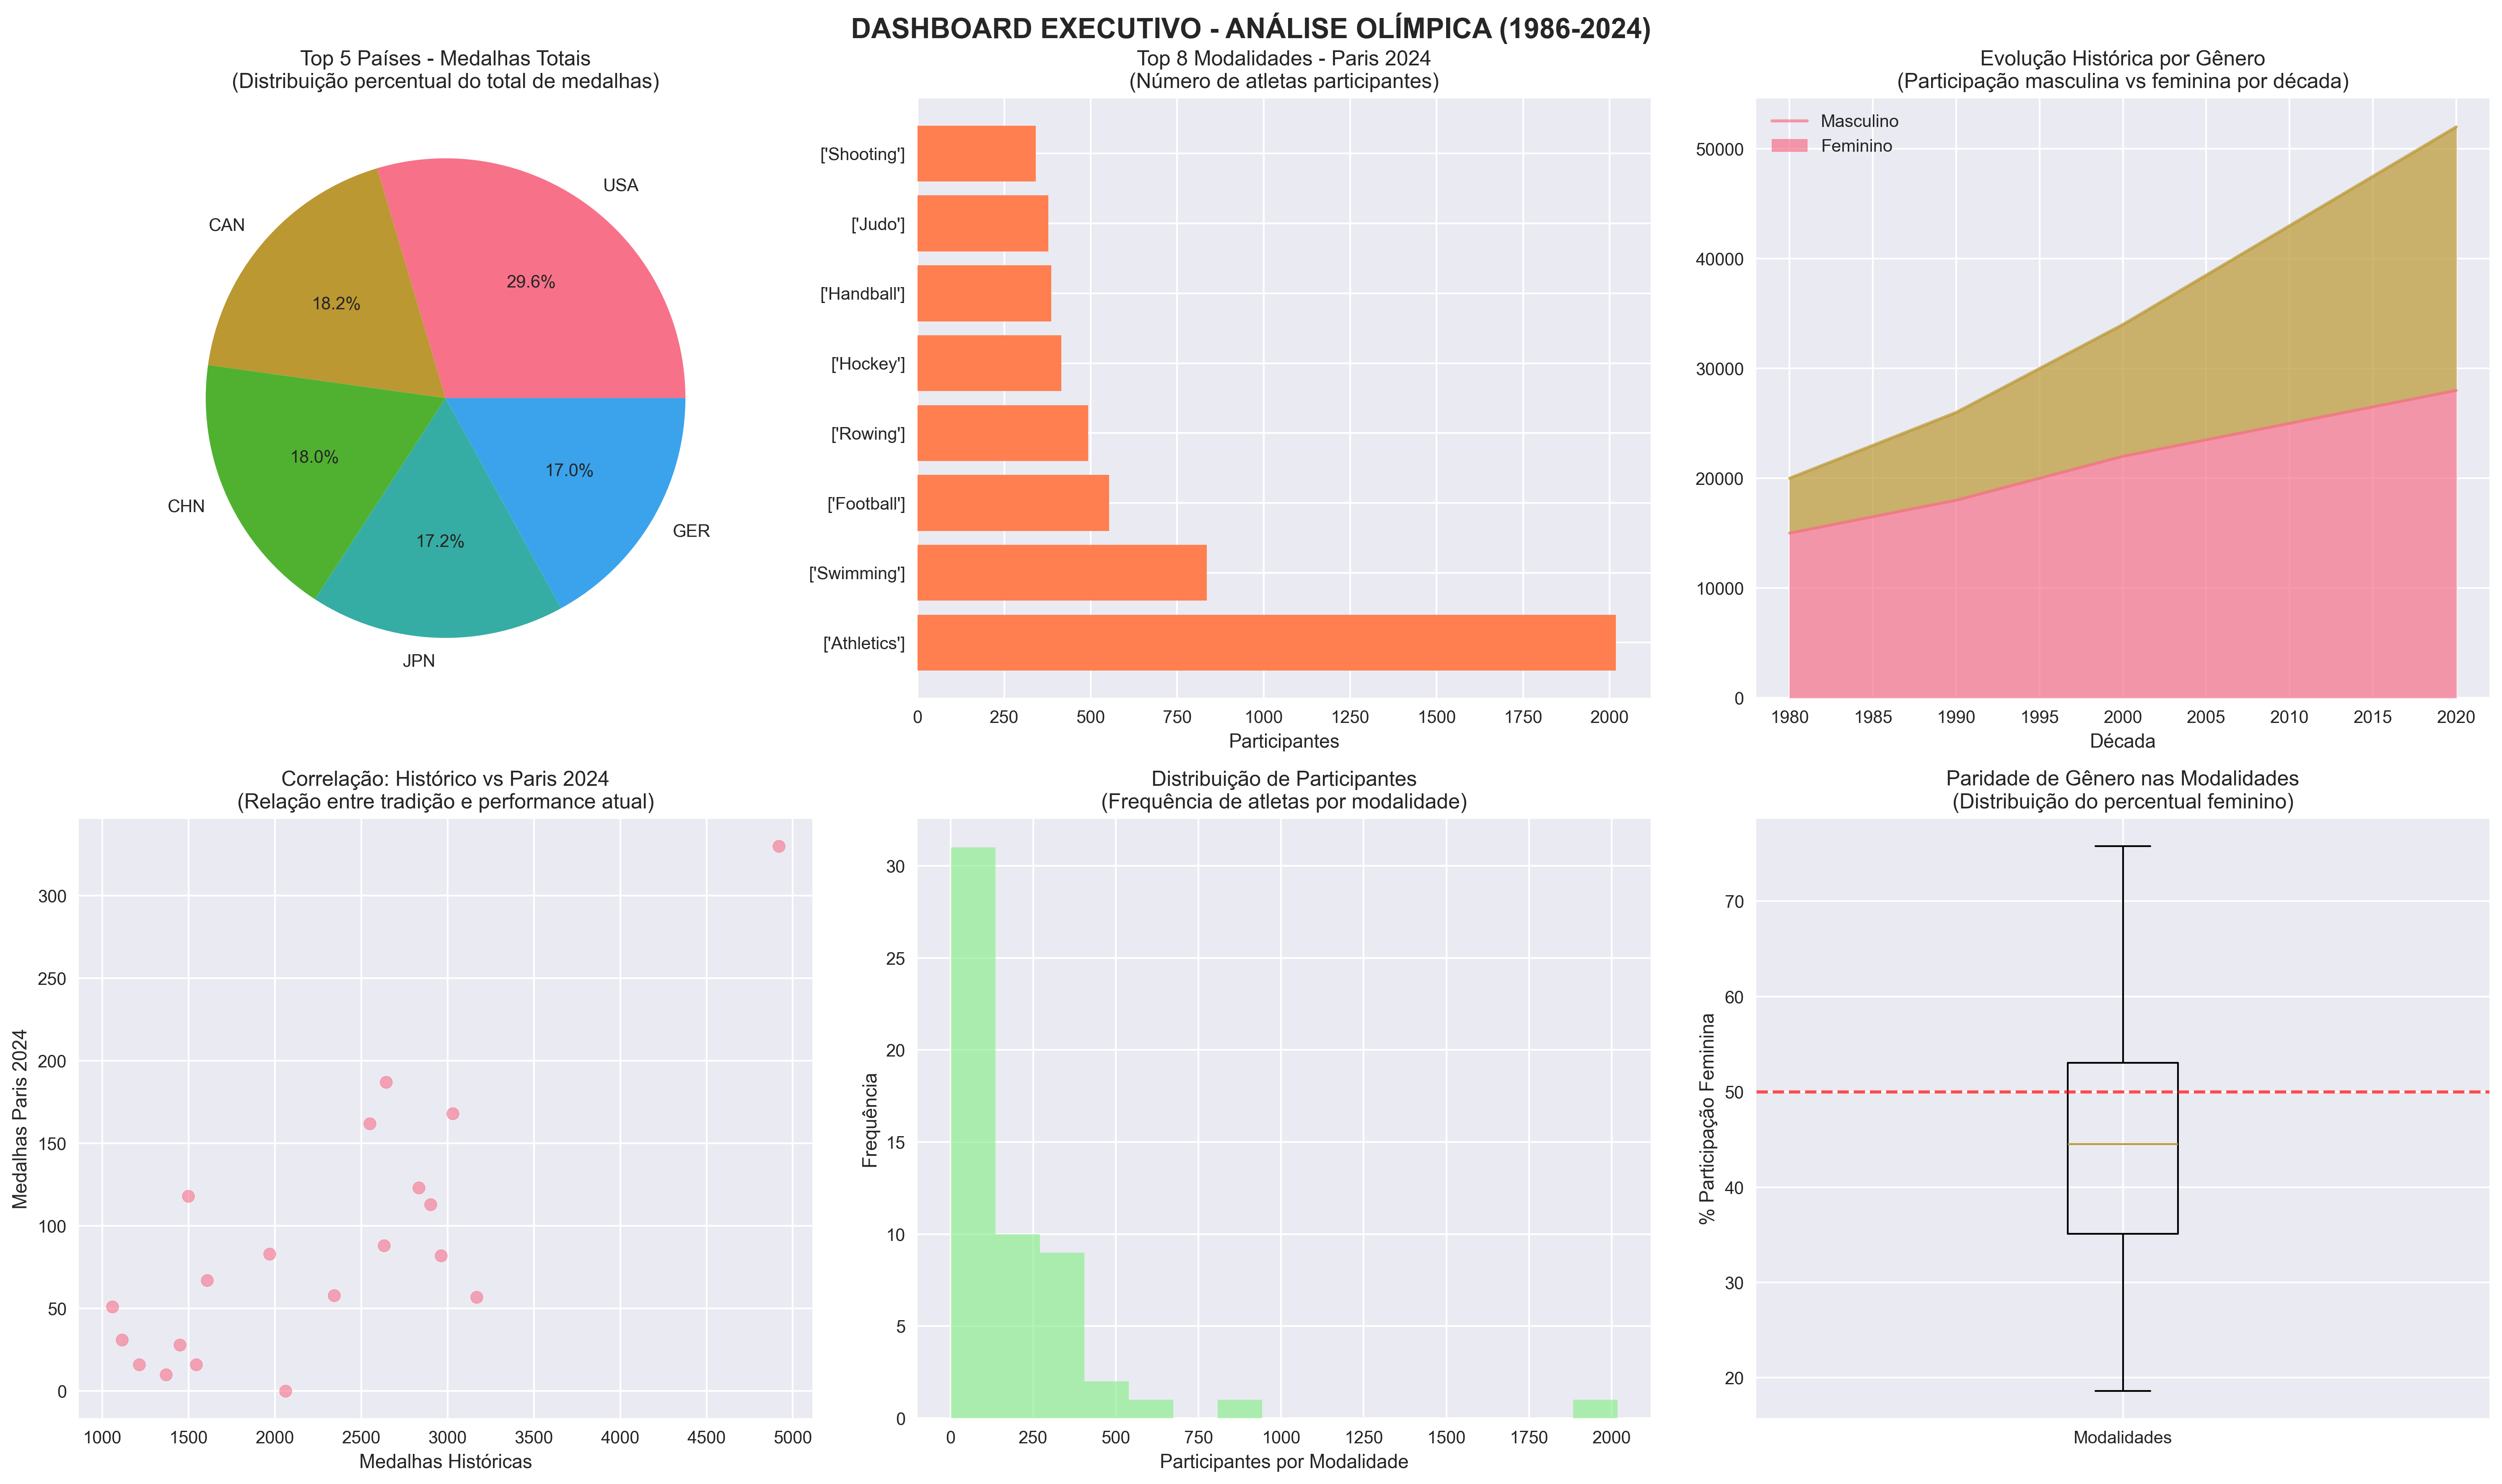 DASHBOARD EXECUTIVO - ANÁLISE OLÍMPICA (1986-2024)
Top 5 Países - Medalhas Totais
(Distribuição percentual do total de medalhas)
USA
CAN
29.6%
18.2%
18.0%
17.0%
CHN
17.2%
GER
JPN
Top 8 Modalidades - Paris 2024
(Número de atletas participantes)
['Shooting']
['Judo']
['Handball']
['Hockey']
['Rowing']
['Football']
['Swimming']
['Athletics']
0 250 500 750 1000 1250 1500 1750 2000
Participantes
Evolução Histórica por Gênero
(Participação masculina vs feminina por década)
Masculino
Feminino
50000
40000
30000
20000
10000
0
1980 1985 1990 1995 2000 2005 2010 2015 2020
Década
Correlação: Histórico vs Paris 2024
(Relação entre tradição e performance atual)
Medalhas Paris 2024
300
250
200
150
100
50
0
1000 1500 2000 2500 3000 3500 4000 4500 5000
Medalhas Históricas
Distribuição de Participantes
(Frequência de atletas por modalidade)
Frequência
30
25
20
15
10
5
0
0 250 500 750 1000 1250 1500 1750 2000
Participantes por Modalidade
Paridade de Gênero nas Modalidades
(Distribuição do percentual feminino)
% Participação Feminina
70
60
50
40
30
20
Modalidades